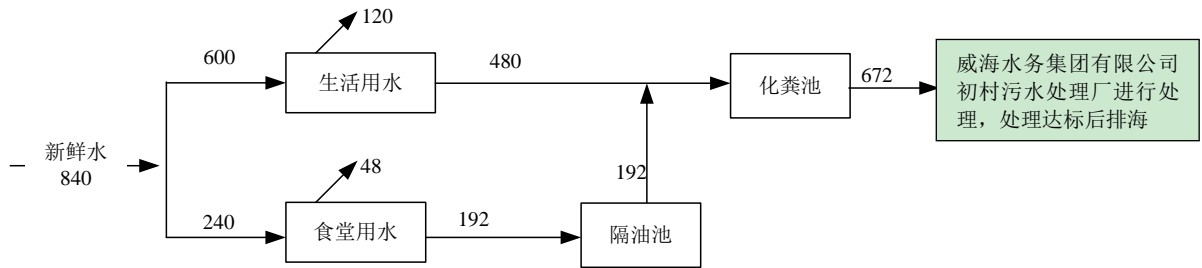 120
600
生活用水
480
化粪池
672
威海水务集团有限公司
初村污水处理厂进行处
理，处理达标后排海
新鲜水
840
48
192
240
食堂用水
192
隔油池